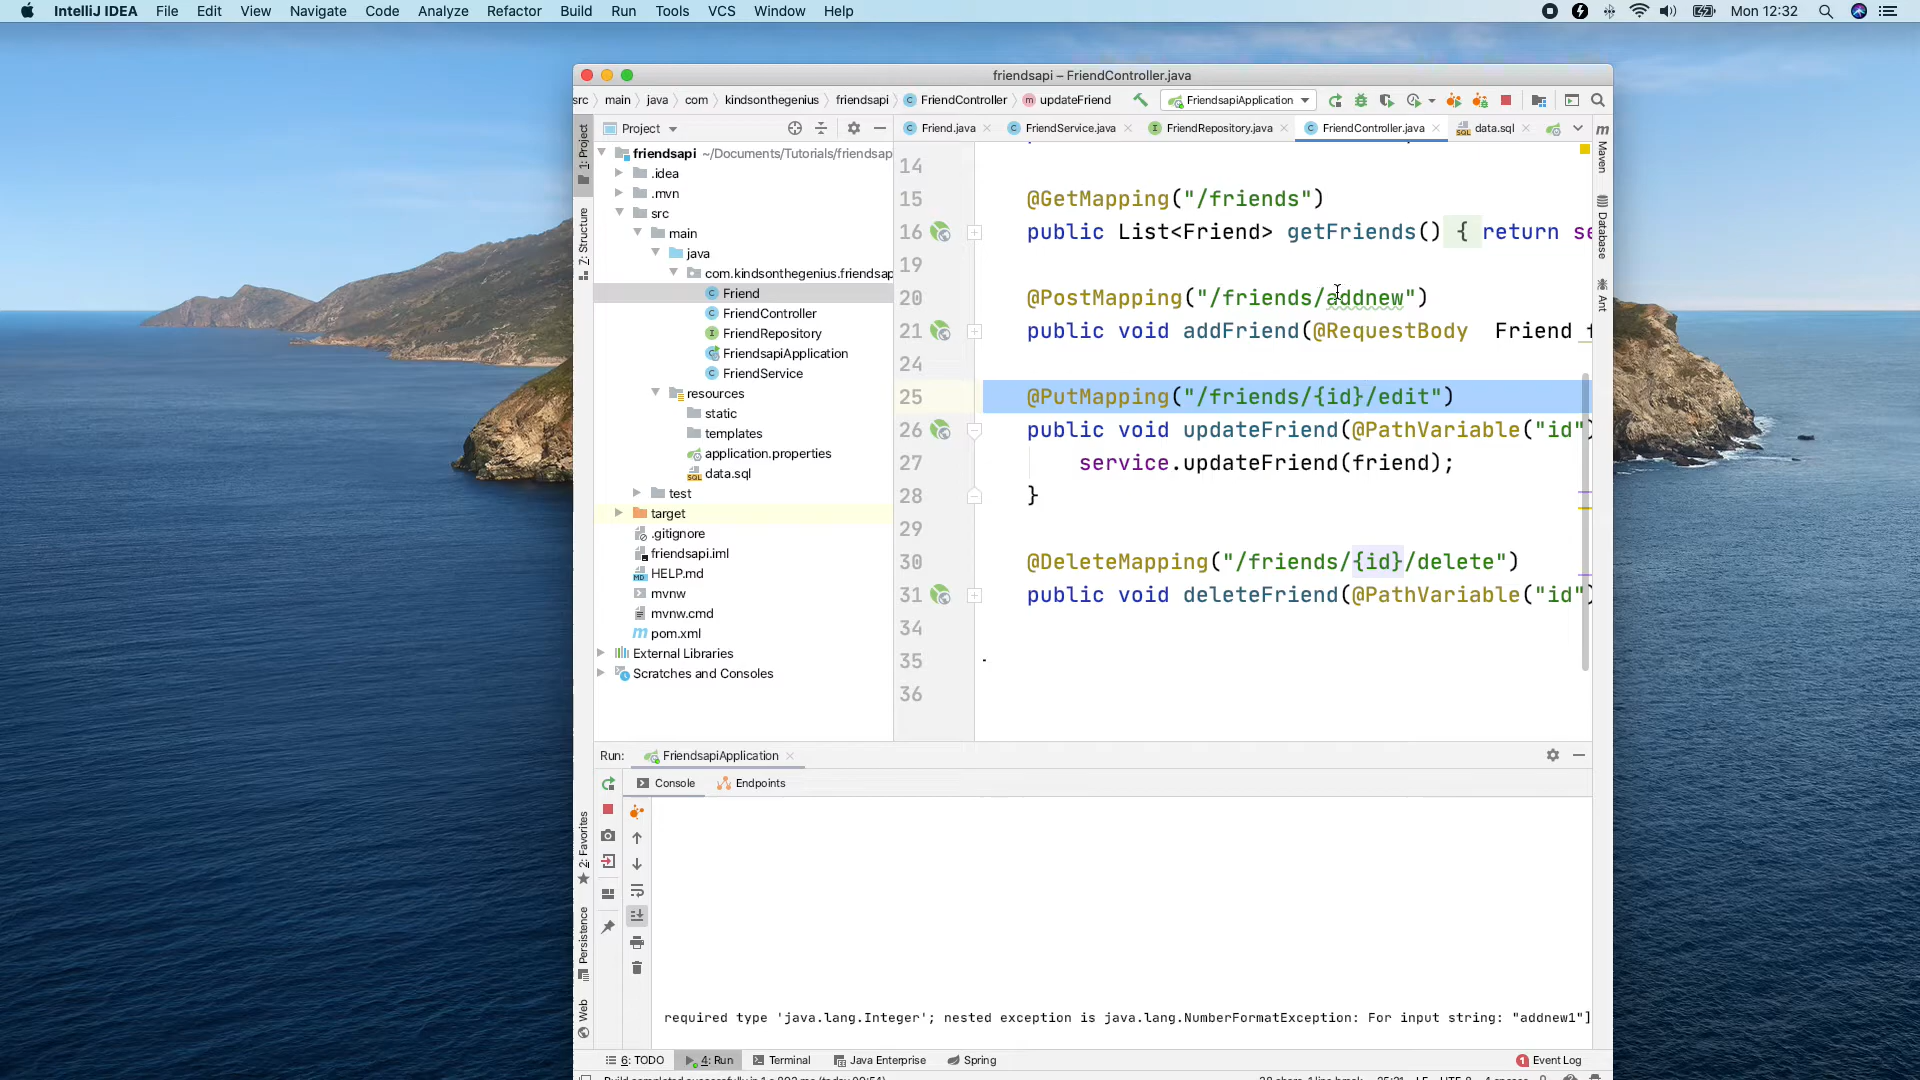 IntelliJ IDEA File Edit View Navigate Code Analyze Refactor Build Run Tools VCS Window Help Mon 12:32
friendsapi – FriendController.java
src main java com kindsonthegenius friendsapi FriendController updateFriend FriendsapiApplication
Project
Friend.java FriendService.java FriendRepository.java FriendController.java data.sql
1: Project
7: Structure
2: Favorites
Persistence
Web
friendsapi ~/Documents/Tutorials/friendsap
.idea
.mvn
src
main
java
com.kindsonthegenius.friendsap
Friend
FriendController
FriendRepository
FriendsapiApplication
FriendService
resources
static
templates
application.properties
data.sql
test
target
.gitignore
friendsapi.iml
HELP.md
mvnw
mvnw.cmd
pom.xml
External Libraries
Scratches and Consoles
14
15 @GetMapping("/friends")
16 public List<Friend> getFriends() { return se
19
20 @PostMapping("/friends/addnew")
21 public void addFriend(@RequestBody Friend f
24
25 @PutMapping("/friends/{id}/edit")
26 public void updateFriend(@PathVariable("id")
27 service.updateFriend(friend);
28 }
29
30 @DeleteMapping("/friends/{id}/delete")
31 public void deleteFriend(@PathVariable("id")
34
35
36
Maven
Database
Ant
Run: FriendsapiApplication
Console Endpoints
required type 'java.lang.Integer'; nested exception is java.lang.NumberFormatException: For input string: "addnew1"]
6: TODO 4: Run Terminal Java Enterprise Spring 1 Event Log